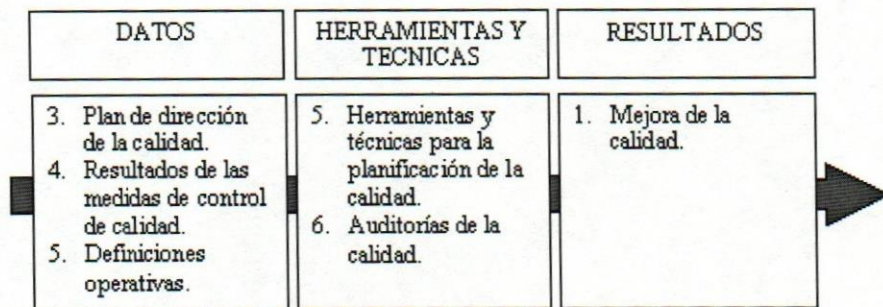 DATOS
HERRAMIENTAS Y
TECNICAS
RESULTADOS
3. Plan de dirección
de la calidad.
4. Resultados de las
medidas de control
de calidad.
5. Definiciones
operativas.
5. Herramientas y
técnicas para la
planificación de la
calidad.
6. Auditorías de la
calidad.
1. Mejora de la
calidad.